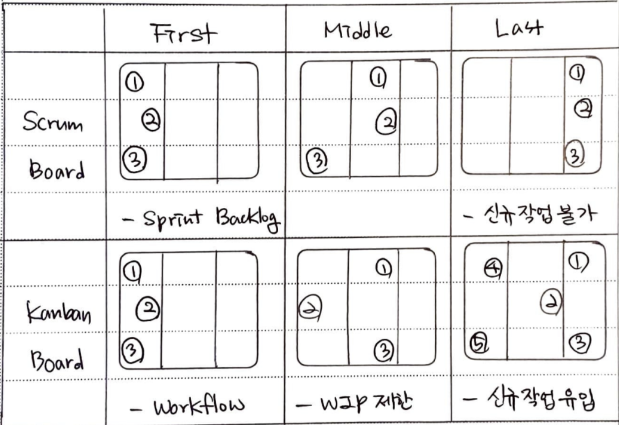 First Middle Last
① ① ①
Scrum ② ② ②
Board ③ ③ ③
- Sprint Backlog - 신규작업 불가
① ① ④ ①
Kanban ② ② ②
Board ③ ③ ⑤ ③
- Workflow - WIP 제한 - 신규작업 유입